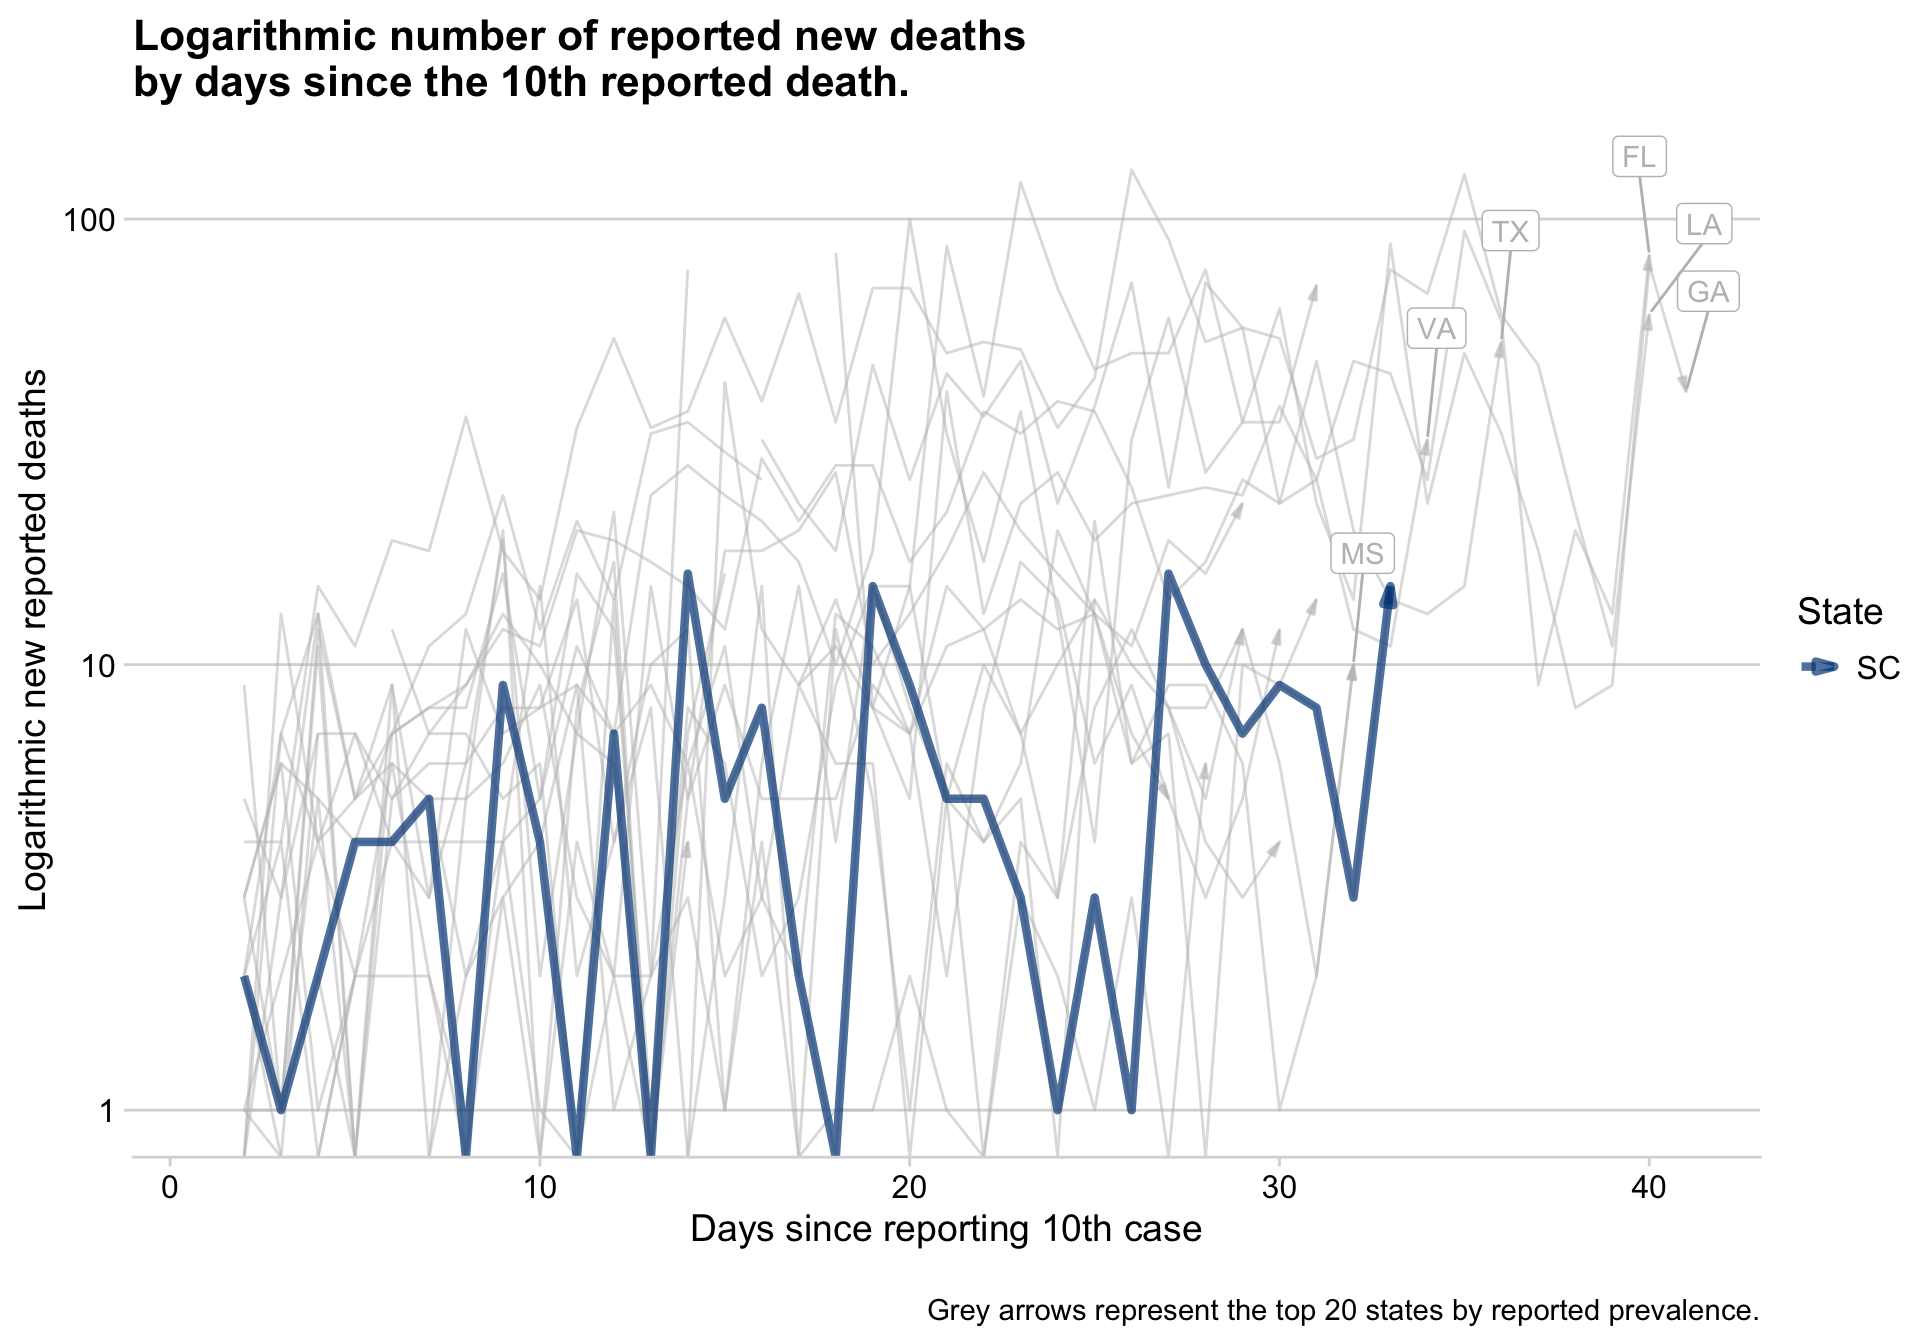 Logarithmic number of reported new deaths
by days since the 10th reported death.
FL
LA
TX
GA
VA
MS
100
10
1
Logarithmic new reported deaths
State
SC
0 10 20 30 40
Days since reporting 10th case
Grey arrows represent the top 20 states by reported prevalence.